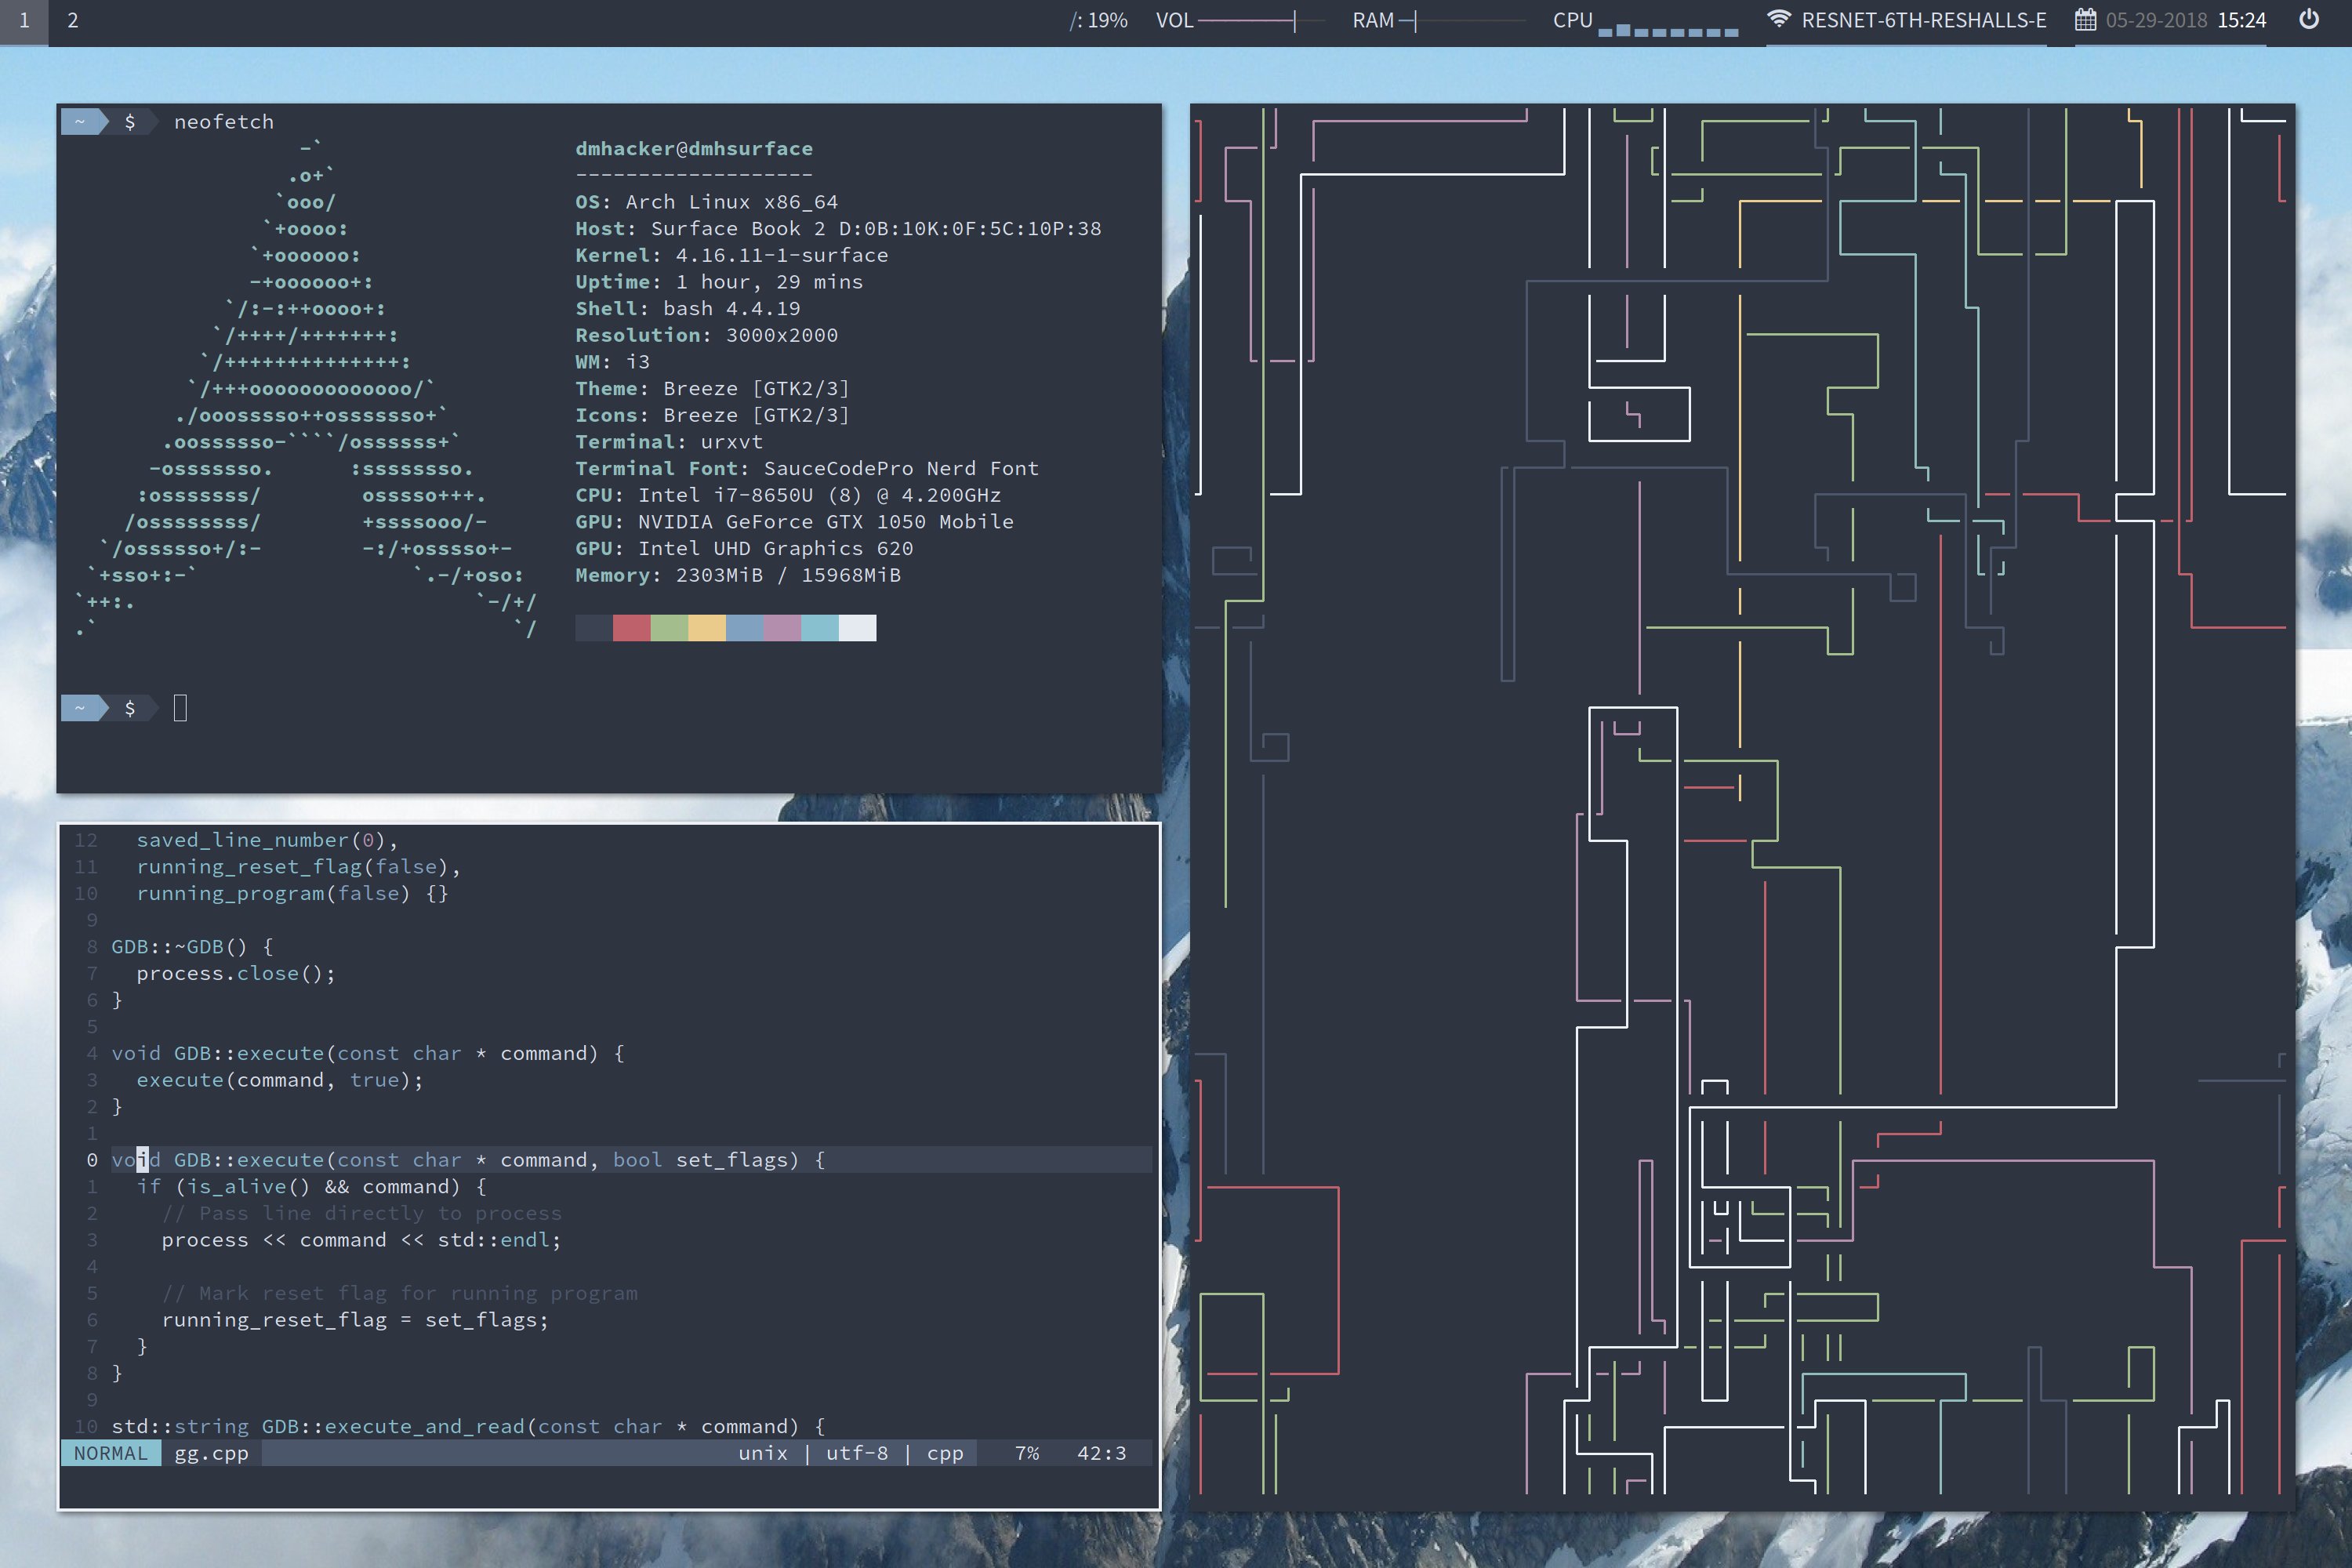 1 2 /: 19% VOL RAM CPU RESNET-6TH-RESHALLS-E 05-29-2018 15:24
~ $ neofetch
-`
.o+`
`ooo/
`+oooo:
`+oooooo:
-+oooooo+:
`/:-:++oooo+:
`/++++/+++++++:
`/++++++++++++++:
`/+++ooooooooooooo/`
./ooosssso++osssssso+`
.oossssso-````/ossssss+`
-osssssso. :ssssssso.
:osssssss/ osssso+++.
/ossssssss/ +ssssooo/-
`/ossssso+/:- -:/+osssso+-
`+sso+:-` `.-/+oso:
`++:. `-/+/
.` `/
dmhacker@dmhsurface
-------------------
OS: Arch Linux x86_64
Host: Surface Book 2 D:0B:10K:0F:5C:10P:38
Kernel: 4.16.11-1-surface
Uptime: 1 hour, 29 mins
Shell: bash 4.4.19
Resolution: 3000x2000
WM: i3
Theme: Breeze [GTK2/3]
Icons: Breeze [GTK2/3]
Terminal: urxvt
Terminal Font: SauceCodePro Nerd Font
CPU: Intel i7-8650U (8) @ 4.200GHz
GPU: NVIDIA GeForce GTX 1050 Mobile
GPU: Intel UHD Graphics 620
Memory: 2303MiB / 15968MiB
~ $
12 saved_line_number(0),
11 running_reset_flag(false),
10 running_program(false) {}
9
8 GDB::~GDB() {
7 process.close();
6 }
5
4 void GDB::execute(const char * command) {
3 execute(command, true);
2 }
1
0 void GDB::execute(const char * command, bool set_flags) {
1 if (is_alive() && command) {
2 // Pass line directly to process
3 process << command << std::endl;
4
5 // Mark reset flag for running program
6 running_reset_flag = set_flags;
7 }
8 }
9
10 std::string GDB::execute_and_read(const char * command) {
NORMAL gg.cpp unix | utf-8 | cpp 7% 42:3